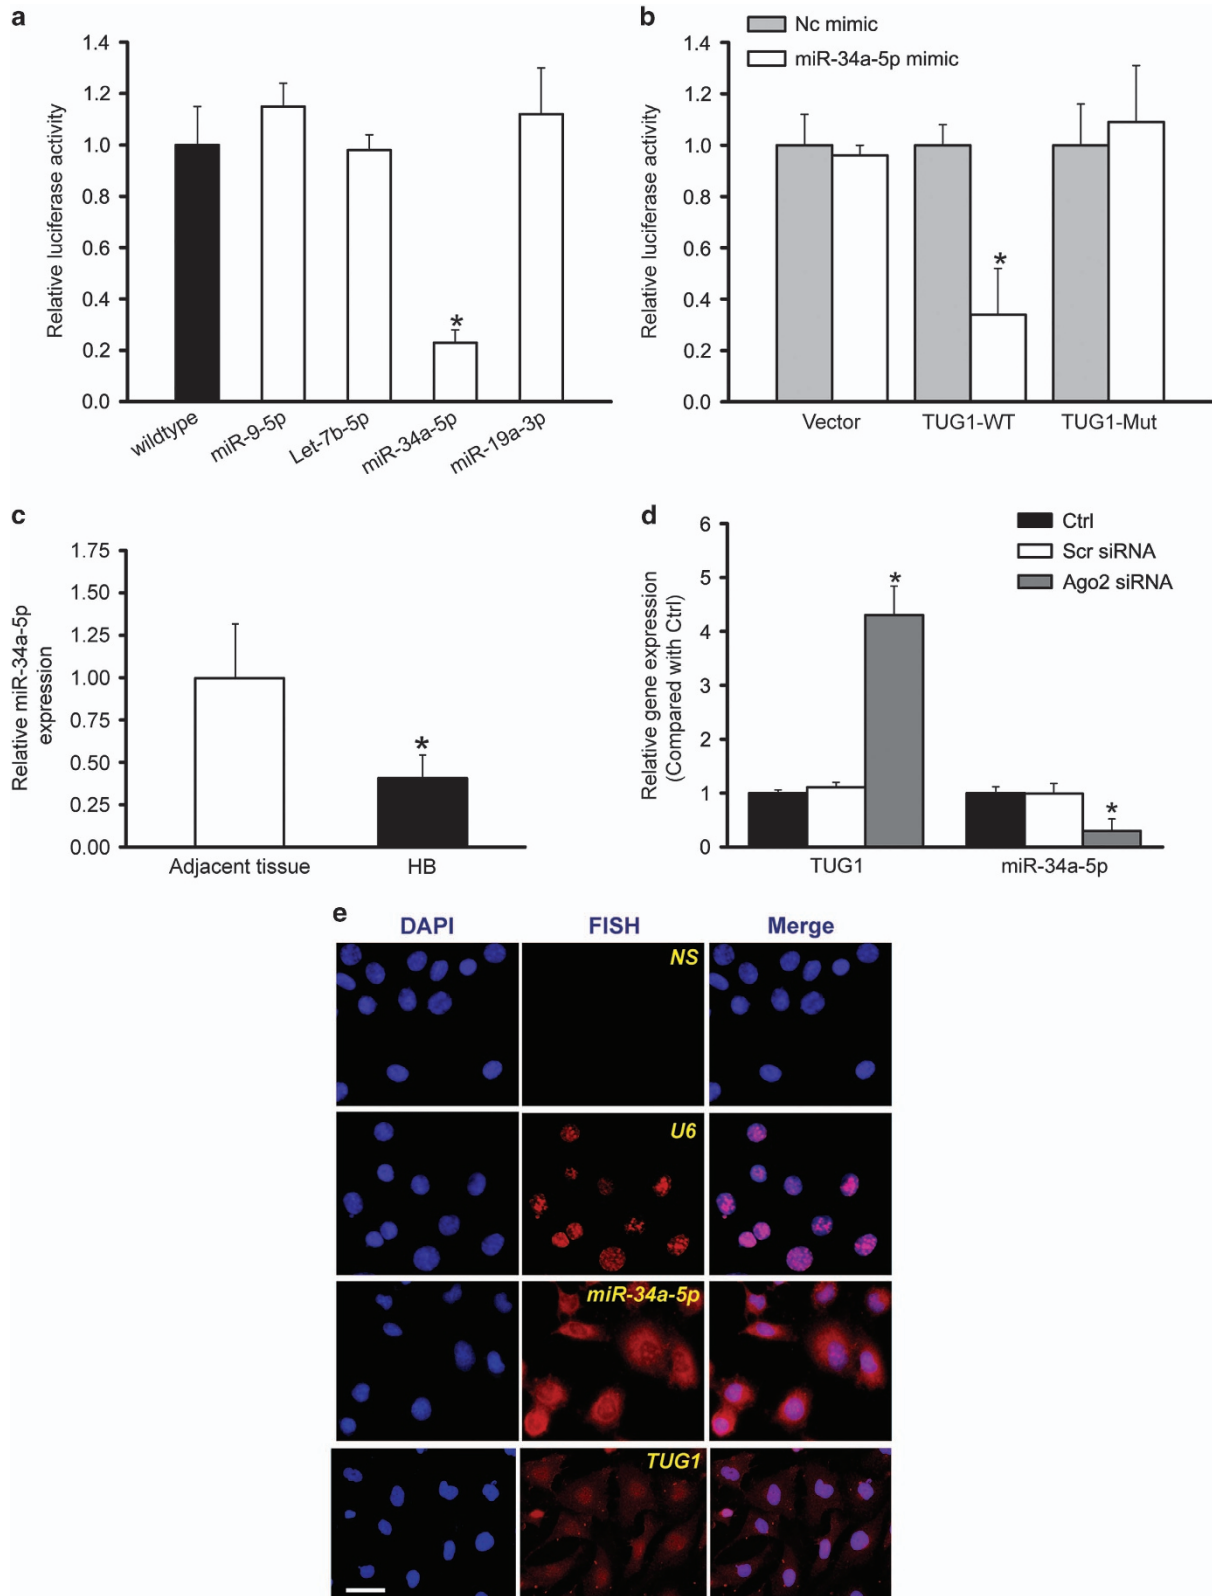 a
1.4
1.2
1.0
0.8
0.6
0.4
0.2
0.0
Relative luciferase activity
*
wildtype
miR-9-5p
Let-7b-5p
miR-34a-5p
miR-19a-3p
b
Nc mimic
miR-34a-5p mimic
1.4
1.2
1.0
0.8
0.6
0.4
0.2
0.0
Relative luciferase activity
*
Vector
TUG1-WT
TUG1-Mut
c
1.75
1.50
1.25
1.00
0.75
0.50
0.25
0.00
Relative miR-34a-5p
expression
*
Adjacent tissue
HB
d
Ctrl
Scr siRNA
Ago2 siRNA
6
5
4
3
2
1
0
Relative gene expression
(Compared with Ctrl)
*
*
TUG1
miR-34a-5p
e
DAPI
FISH
Merge
NS
U6
miR-34a-5p
TUG1